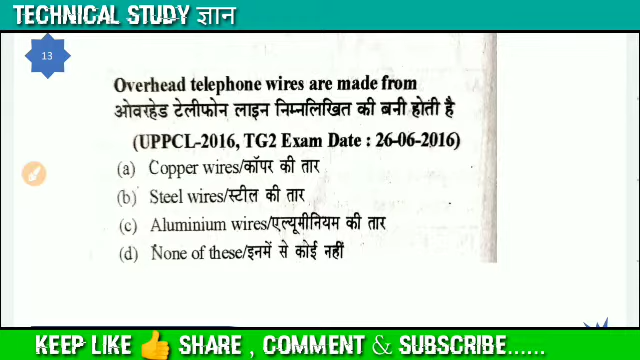 TECHNICAL STUDY ज्ञान
13
Overhead telephone wires are made from
ओवरहेड टेलीफोन लाइन निम्नलिखित की बनी होती है
(UPPCL-2016, TG2 Exam Date : 26-06-2016)
(a) Copper wires/कॉपर की तार
(b) Steel wires/स्टील की तार
(c) Aluminium wires/एल्यूमीनियम की तार
(d) None of these/इनमें से कोई नहीं
KEEP LIKE 👍 SHARE , COMMENT & SUBSCRIBE......